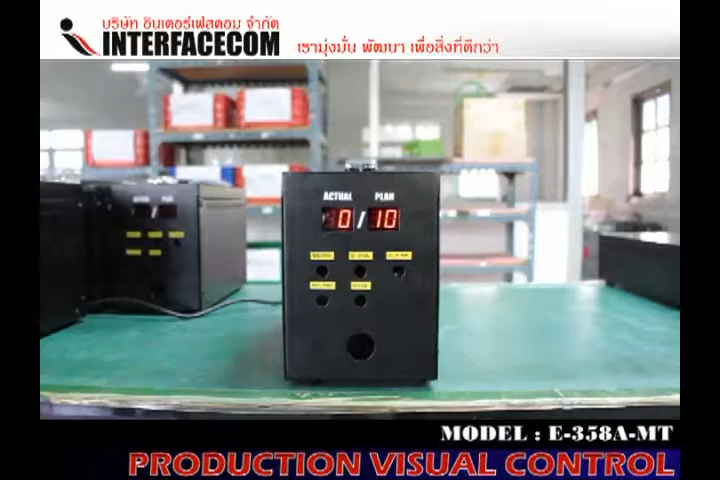 บริษัท อินเตอร์เฟสคอม จำกัด
INTERFACECOM
เรามุ่งมั่น พัฒนา เพื่อสิ่งที่ดีกว่า
ACTUAL PLAN
0 / 10
MODEL : E-358A-MT
PRODUCTION VISUAL CONTROL